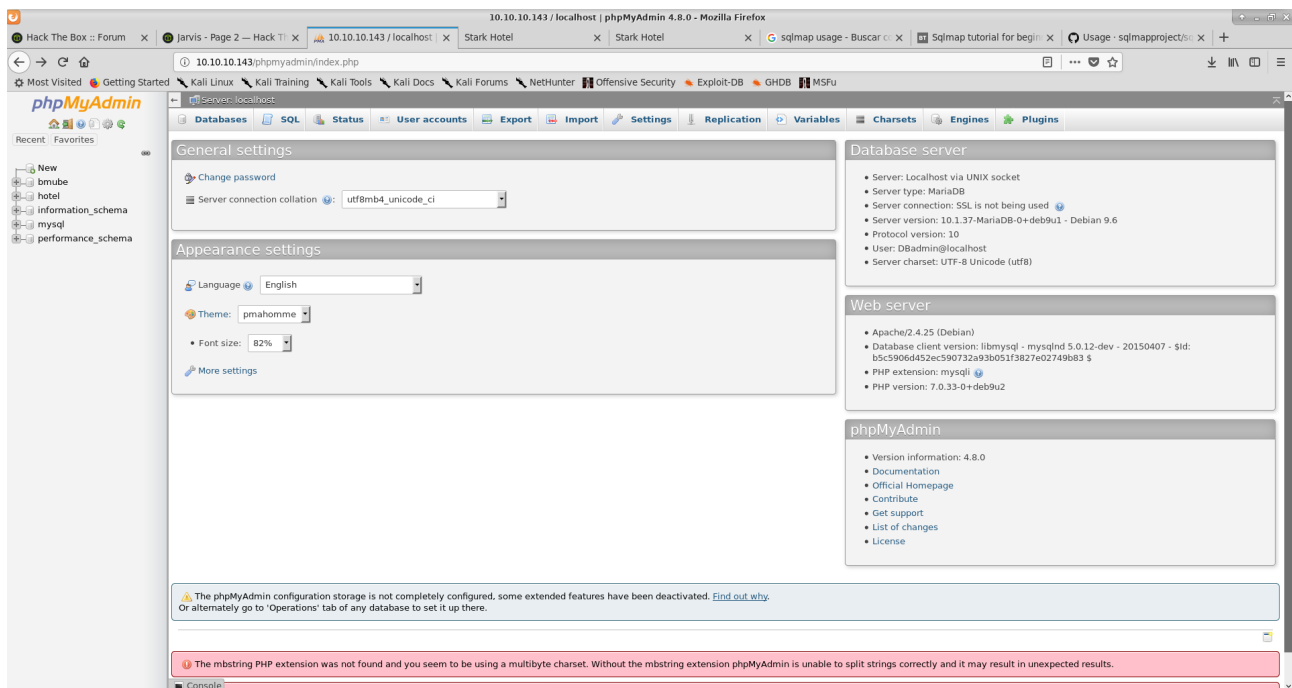 10.10.10.143 / localhost | phpMyAdmin 4.8.0 - Mozilla Firefox
Hack The Box :: Forum
Jarvis - Page 2 — Hack Th
10.10.10.143 / localhost |
Stark Hotel
Stark Hotel
sqlmap usage - Buscar co
Sqlmap tutorial for begin
Usage · sqlmapproject/sq
10.10.10.143/phpmyadmin/index.php
Most Visited
Getting Started
Kali Linux
Kali Training
Kali Tools
Kali Docs
Kali Forums
NetHunter
Offensive Security
Exploit-DB
GHDB
MSFu
phpMyAdmin
Recent
Favorites
New
bmube
hotel
information_schema
mysql
performance_schema
Server: localhost
Databases
SQL
Status
User accounts
Export
Import
Settings
Replication
Variables
Charsets
Engines
Plugins
General settings
Change password
Server connection collation : utf8mb4_unicode_ci
Appearance settings
Language English
Theme: pmahomme
• Font size: 82%
More settings
Database server
• Server: Localhost via UNIX socket
• Server type: MariaDB
• Server connection: SSL is not being used
• Server version: 10.1.37-MariaDB-0+deb9u1 - Debian 9.6
• Protocol version: 10
• User: DBadmin@localhost
• Server charset: UTF-8 Unicode (utf8)
Web server
• Apache/2.4.25 (Debian)
• Database client version: libmysql - mysqlnd 5.0.12-dev - 20150407 - $Id:
b5c5906d452ec590732a93b051f3827e02749b83 $
• PHP extension: mysqli
• PHP version: 7.0.33-0+deb9u2
phpMyAdmin
• Version information: 4.8.0
• Documentation
• Official Homepage
• Contribute
• Get support
• List of changes
• License
The phpMyAdmin configuration storage is not completely configured, some extended features have been deactivated. Find out why.
Or alternately go to 'Operations' tab of any database to set it up there.
The mbstring PHP extension was not found and you seem to be using a multibyte charset. Without the mbstring extension phpMyAdmin is unable to split strings correctly and it may result in unexpected results.
Console